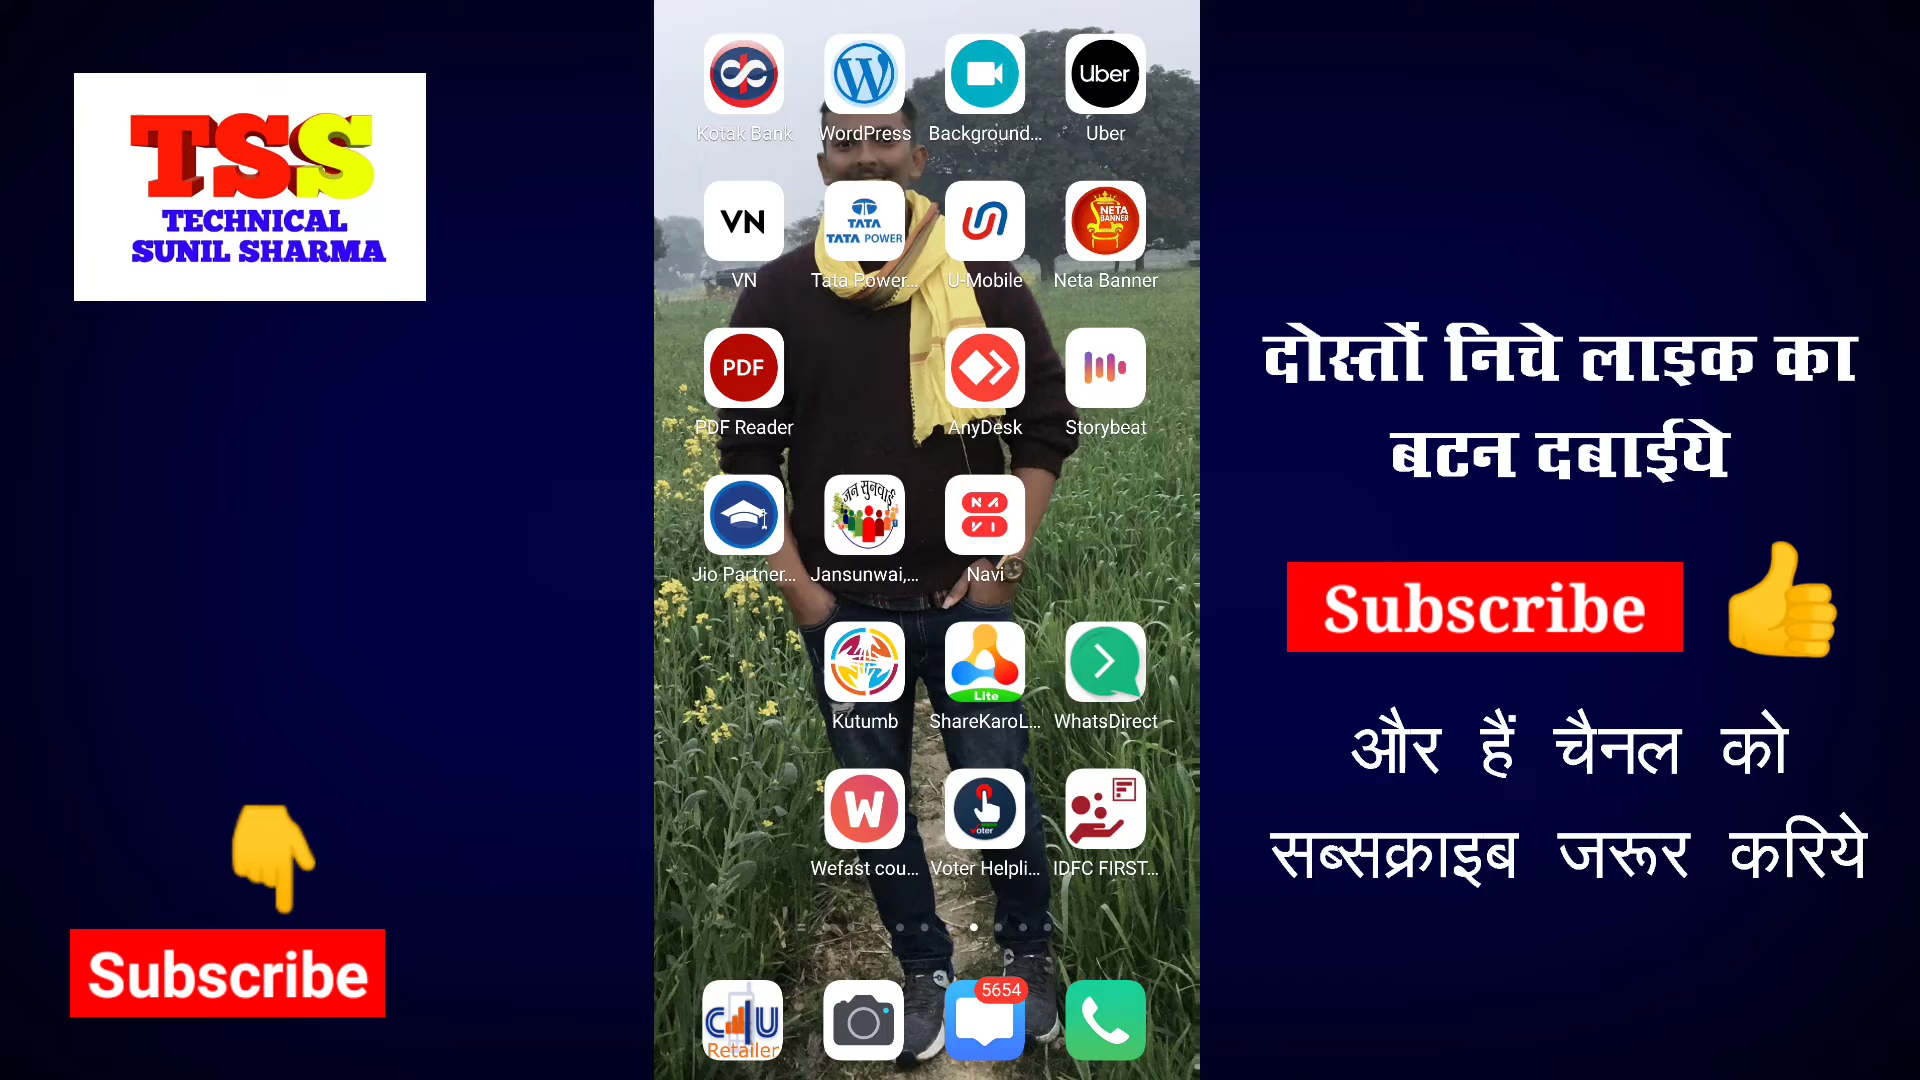 TSS
TECHNICAL
SUNIL SHARMA
Subscribe
Kotak Bank
WordPress
Background...
Uber
Uber
VN
VN
TATA
TATA POWER
Tata Power...
U-Mobile
NETA
BANNER
Neta Banner
PDF
PDF Reader
AnyDesk
Storybeat
Jio Partner...
जन सुनवाई
Jansunwai,...
NAVI
Navi
Kutumb
Lite
ShareKaroL...
WhatsDirect
W
Wefast cou...
Voter
Voter Helpli...
IDFC FIRST...
C4U
Retailer
5654
दोस्तों निचे लाइक का
बटन दबाईये
Subscribe
और हैं चैनल को
सब्सक्राइब जरूर करिये